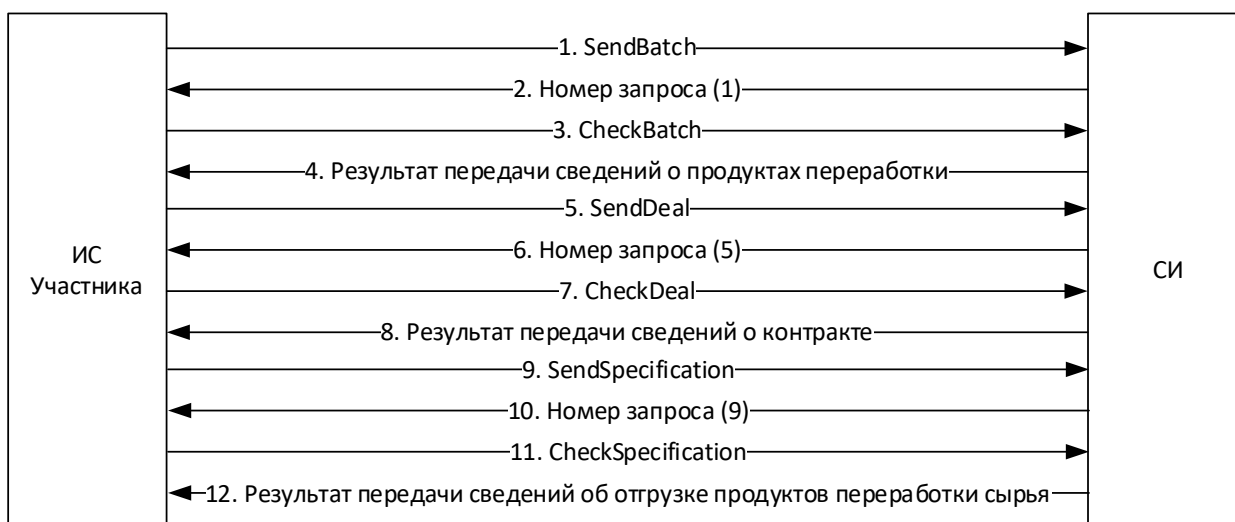 1. SendBatch
2. Номер запроса (1)
3. CheckBatch
4. Результат передачи сведений о продуктах переработки
5. SendDeal
6. Номер запроса (5)
ИС
Участника
7. CheckDeal
СИ
8. Результат передачи сведений о контракте
9. SendSpecification
10. Номер запроса (9)
11. CheckSpecification
12. Результат передачи сведений об отгрузке продуктов переработки сырья